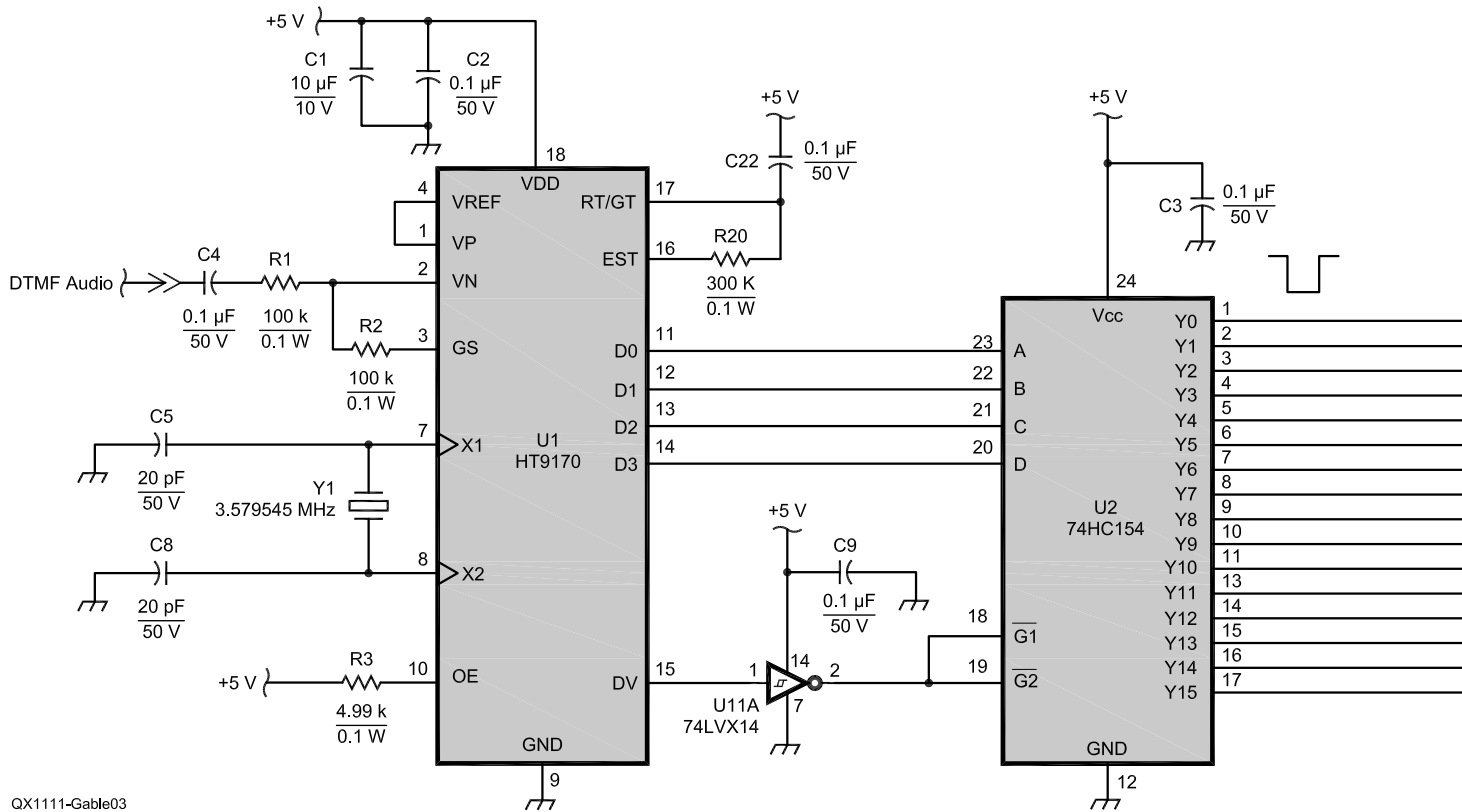 +5 V
C1
10 µF
10 V
C2
0.1 µF
50 V
+5 V
C22
0.1 µF
50 V
+5 V
C3
0.1 µF
50 V
18
VDD
4
VREF
1
VP
17
RT/GT
16
EST
R20
300 K
0.1 W
DTMF Audio
C4
0.1 µF
50 V
R1
100 k
0.1 W
2
VN
R2
100 k
0.1 W
3
GS
24
Vcc
11
D0
12
D1
13
D2
14
D3
23
A
22
B
21
C
20
D
C5
20 pF
50 V
7
X1
U1
HT9170
Y1
3.579545 MHz
C8
20 pF
50 V
8
X2
+5 V
R3
4.99 k
0.1 W
10
OE
15
DV
GND
9
+5 V
C9
0.1 µF
50 V
1
14
2
7
U11A
74LVX14
18
G1
19
G2
U2
74HC154
Y0
1
Y1
2
Y2
3
Y3
4
Y4
5
Y5
6
Y6
7
Y7
8
Y8
9
Y9
10
Y10
11
Y11
13
Y12
14
Y13
15
Y14
16
Y15
17
GND
12
QX1111-Gable03